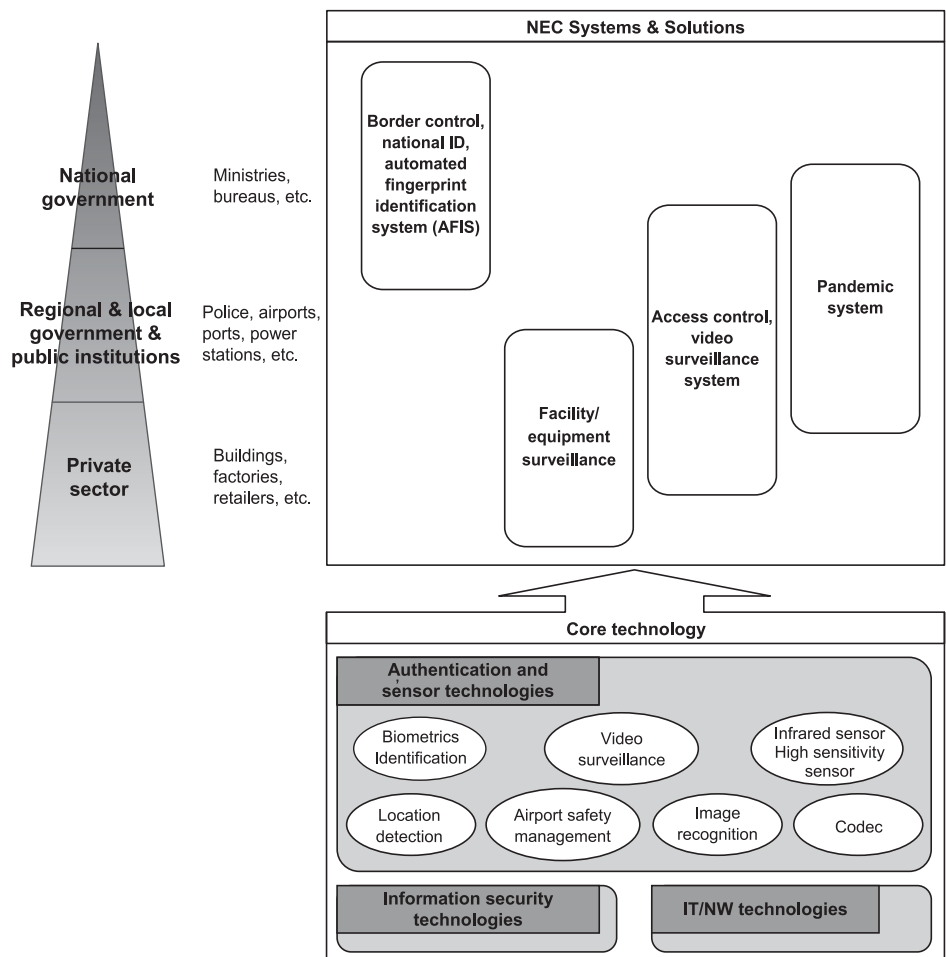 NEC Systems & Solutions
National
government
Ministries,
bureaus, etc.
Regional & local
government &
public institutions
Police, airports,
ports, power
stations, etc.
Private
sector
Buildings,
factories,
retailers, etc.
Border control,
national ID,
automated
fingerprint
identification
system (AFIS)
Facility/
equipment
surveillance
Access control,
video
surveillance
system
Pandemic
system
Core technology
Authentication and
sensor technologies
Biometrics
Identification
Video
surveillance
Infrared sensor
High sensitivity
sensor
Location
detection
Airport safety
management
Image
recognition
Codec
Information security
technologies
IT/NW technologies